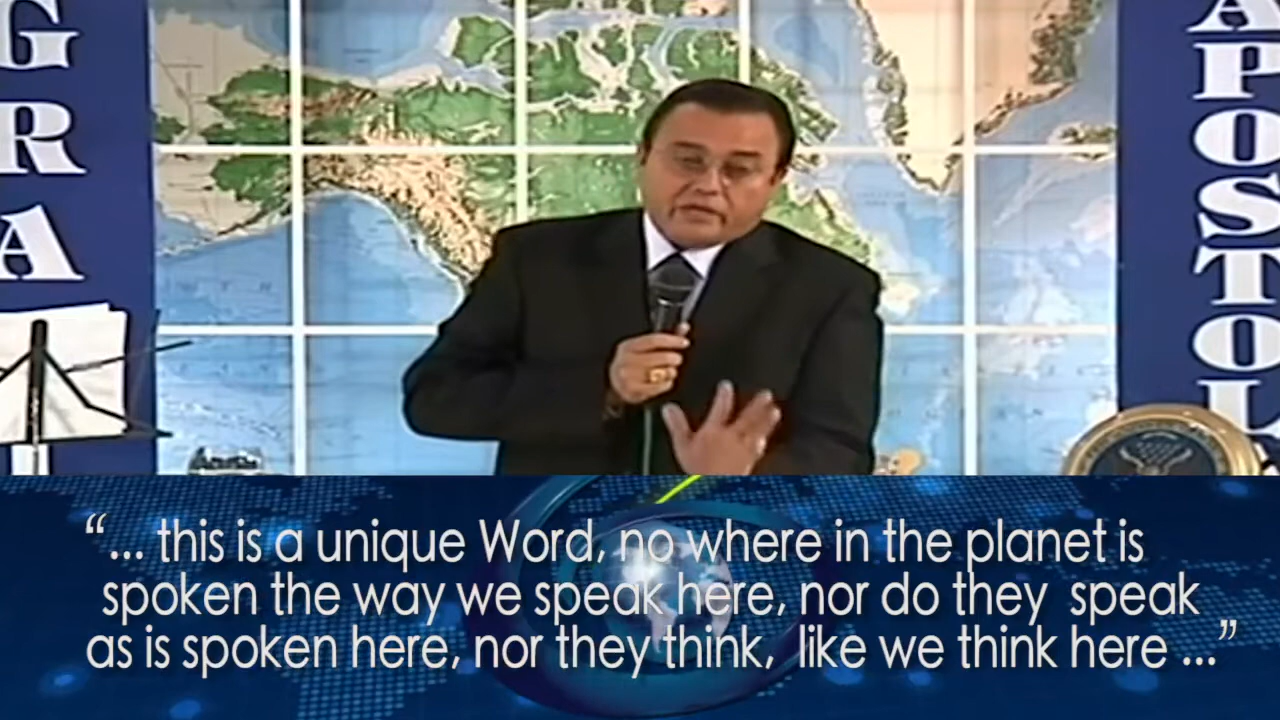 GRA
APOSTOL
“... this is a unique Word, no where in the planet is
spoken the way we speak here, nor do they speak
as is spoken here, nor they think, like we think here ...”